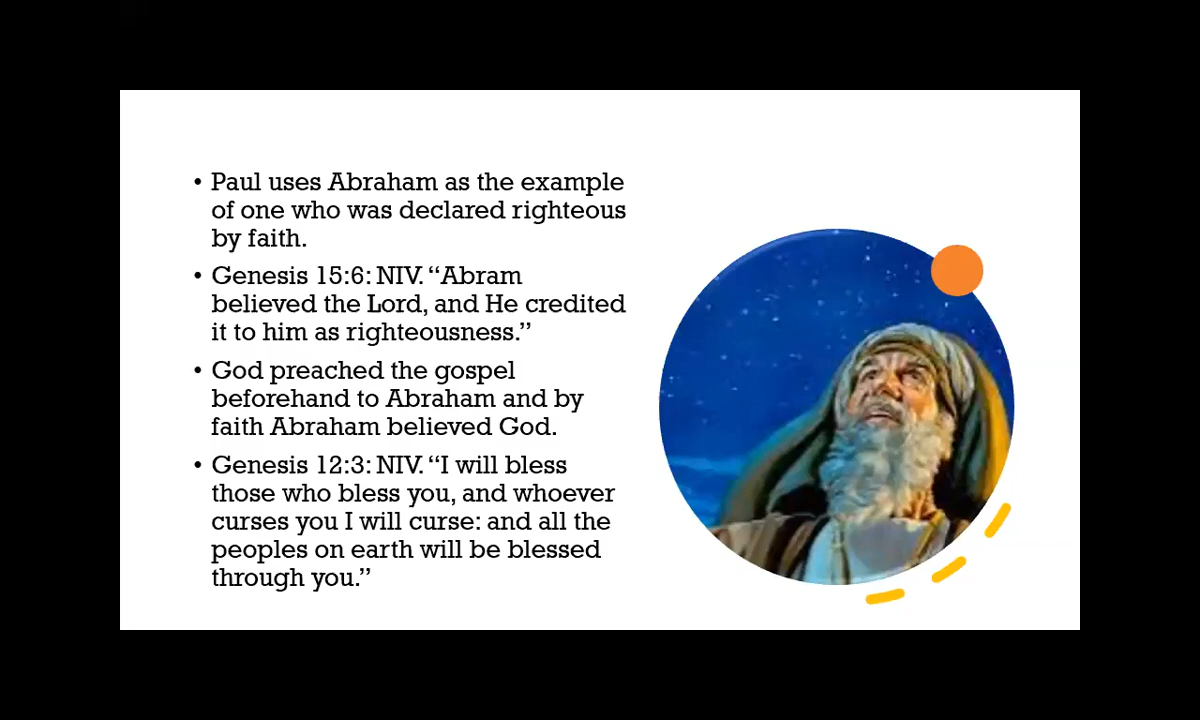 • Paul uses Abraham as the example
of one who was declared righteous
by faith.
• Genesis 15:6: NIV. “Abram
believed the Lord, and He credited
it to him as righteousness.”
• God preached the gospel
beforehand to Abraham and by
faith Abraham believed God.
• Genesis 12:3: NIV. “I will bless
those who bless you, and whoever
curses you I will curse: and all the
peoples on earth will be blessed
through you.”